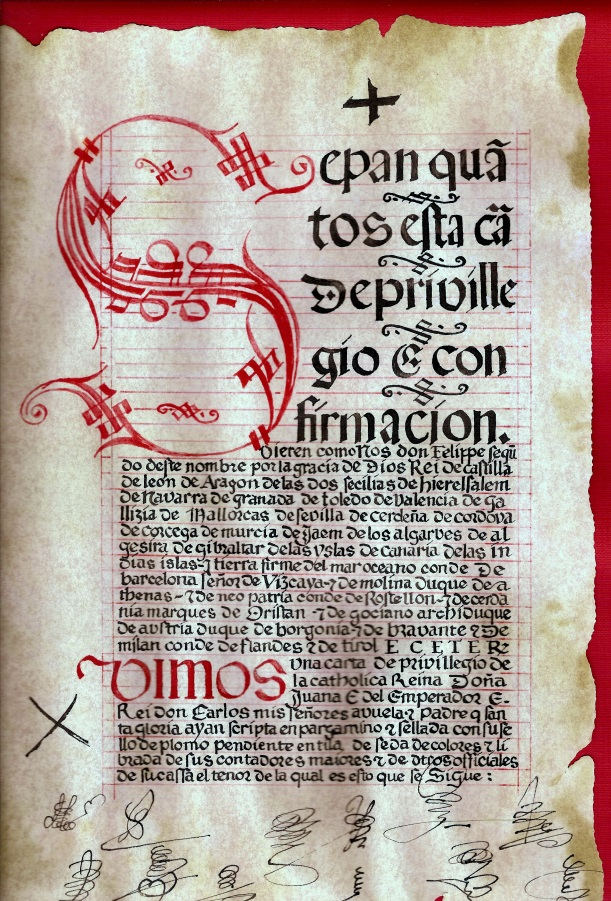 Sepan quã
tos esta cã
De priville
gio E con
firmacion.
Vieren como Nos don Felippe segũ
do deste nombre por la gracia de Dios Rei de castilla
de leon de Aragon de las dos secilias de hierelsalem
de navarra de granada de toledo de valencia de ga
llizia de Mallorcas de sevilla de cerdeña de cordova
de corcega de murcia de Jaem de los algarves de al
gesira de gibraltar de las yslas de canaria de las in
dias islas ⁊ tierra firme del mar oceano conde De
barcelona señor de Vizcaya ⁊ de molina duque de a
thenas ⁊ de neo patria conde de Rosellon ⁊ de cerda
nia marques de Oristan ⁊ de gociano archiduque
de avstria duque de borgonia ⁊ de bravante ⁊ De
milan conde de flandes ⁊ de tirol E C E T E R
VIMOS una carta de privillegio de
la catholica Reina Doña
Juana E del Emperador E
Rei don Carlos mis señores avuela ⁊ padre q san
ta gloria ayan scripta en pargamino ⁊ sellada con su se
llo de plomo pendiente en tila de seda de colores ⁊ li
brada de sus contadores maiores ⁊ de otros officiales
de su cassa el tenor de la qual es esto que se Sigue :